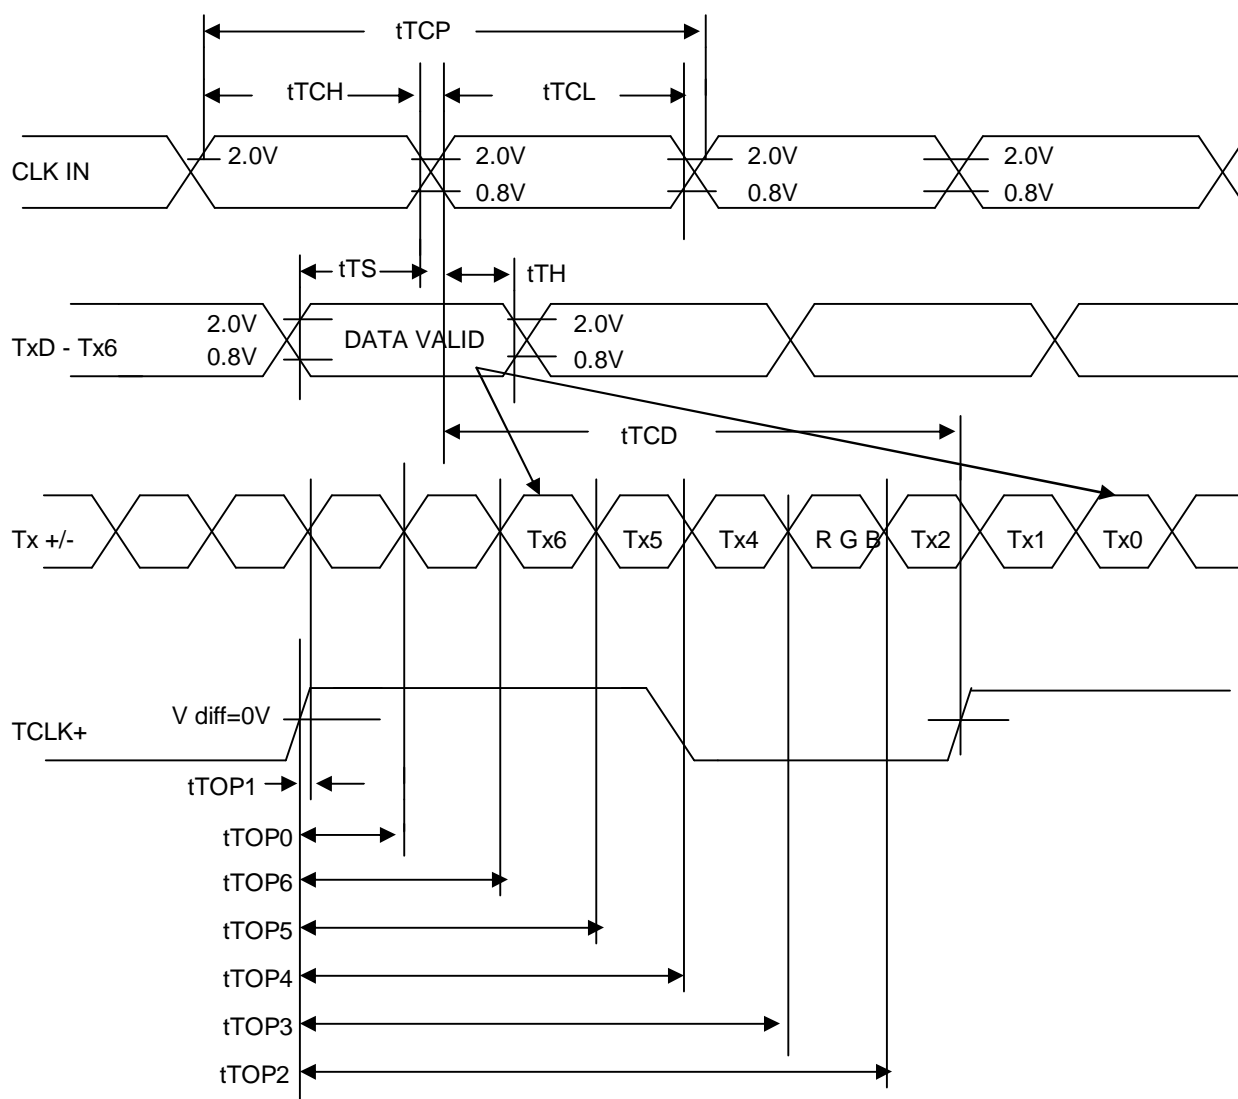 tTCP
tTCH tTCL
CLK IN 2.0V 2.0V 2.0V 2.0V
0.8V 0.8V 0.8V
tTS tTH
TxD - Tx6 2.0V DATA VALID 2.0V
0.8V 0.8V
tTCD
Tx +/- Tx6 Tx5 Tx4 R G B Tx2 Tx1 Tx0
V diff=0V
TCLK+
tTOP1
tTOP0
tTOP6
tTOP5
tTOP4
tTOP3
tTOP2